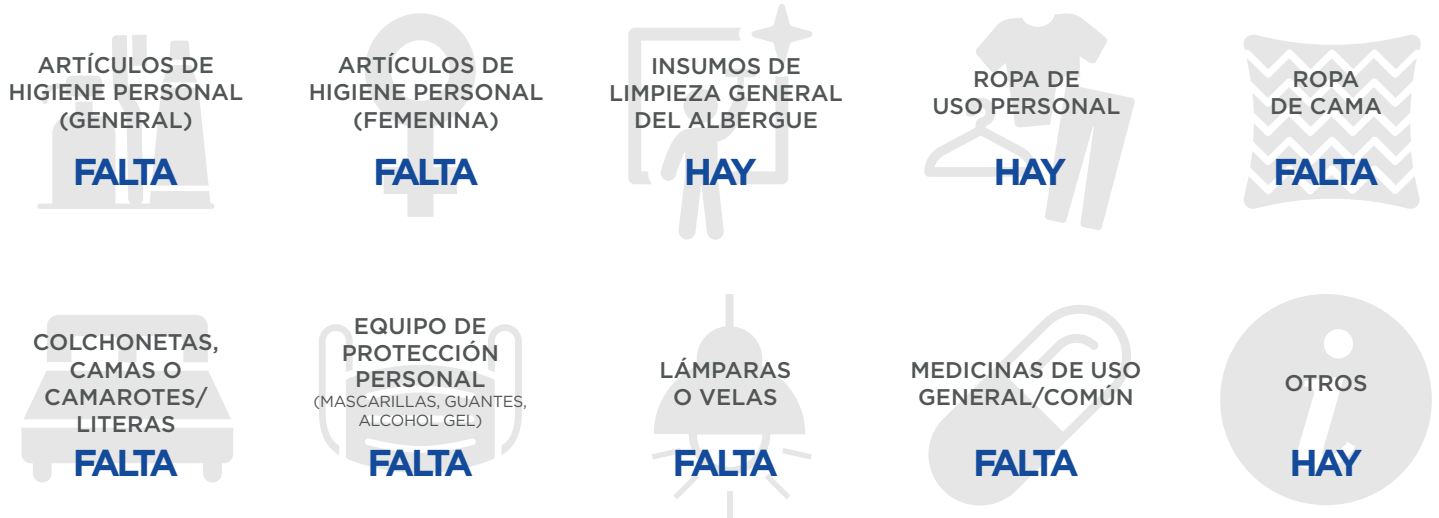 ARTÍCULOS DE
HIGIENE PERSONAL
(GENERAL)
FALTA
ARTÍCULOS DE
HIGIENE PERSONAL
(FEMENINA)
FALTA
INSUMOS DE
LIMPIEZA GENERAL
DEL ALBERGUE
HAY
ROPA DE
USO PERSONAL
HAY
ROPA
DE CAMA
FALTA
COLCHONETAS,
CAMAS O
CAMAROTES/
LITERAS
FALTA
EQUIPO DE
PROTECCIÓN
PERSONAL
(MASCARILLAS, GUANTES,
ALCOHOL GEL)
FALTA
LÁMPARAS
O VELAS
FALTA
MEDICINAS DE USO
GENERAL/COMÚN
FALTA
OTROS
HAY